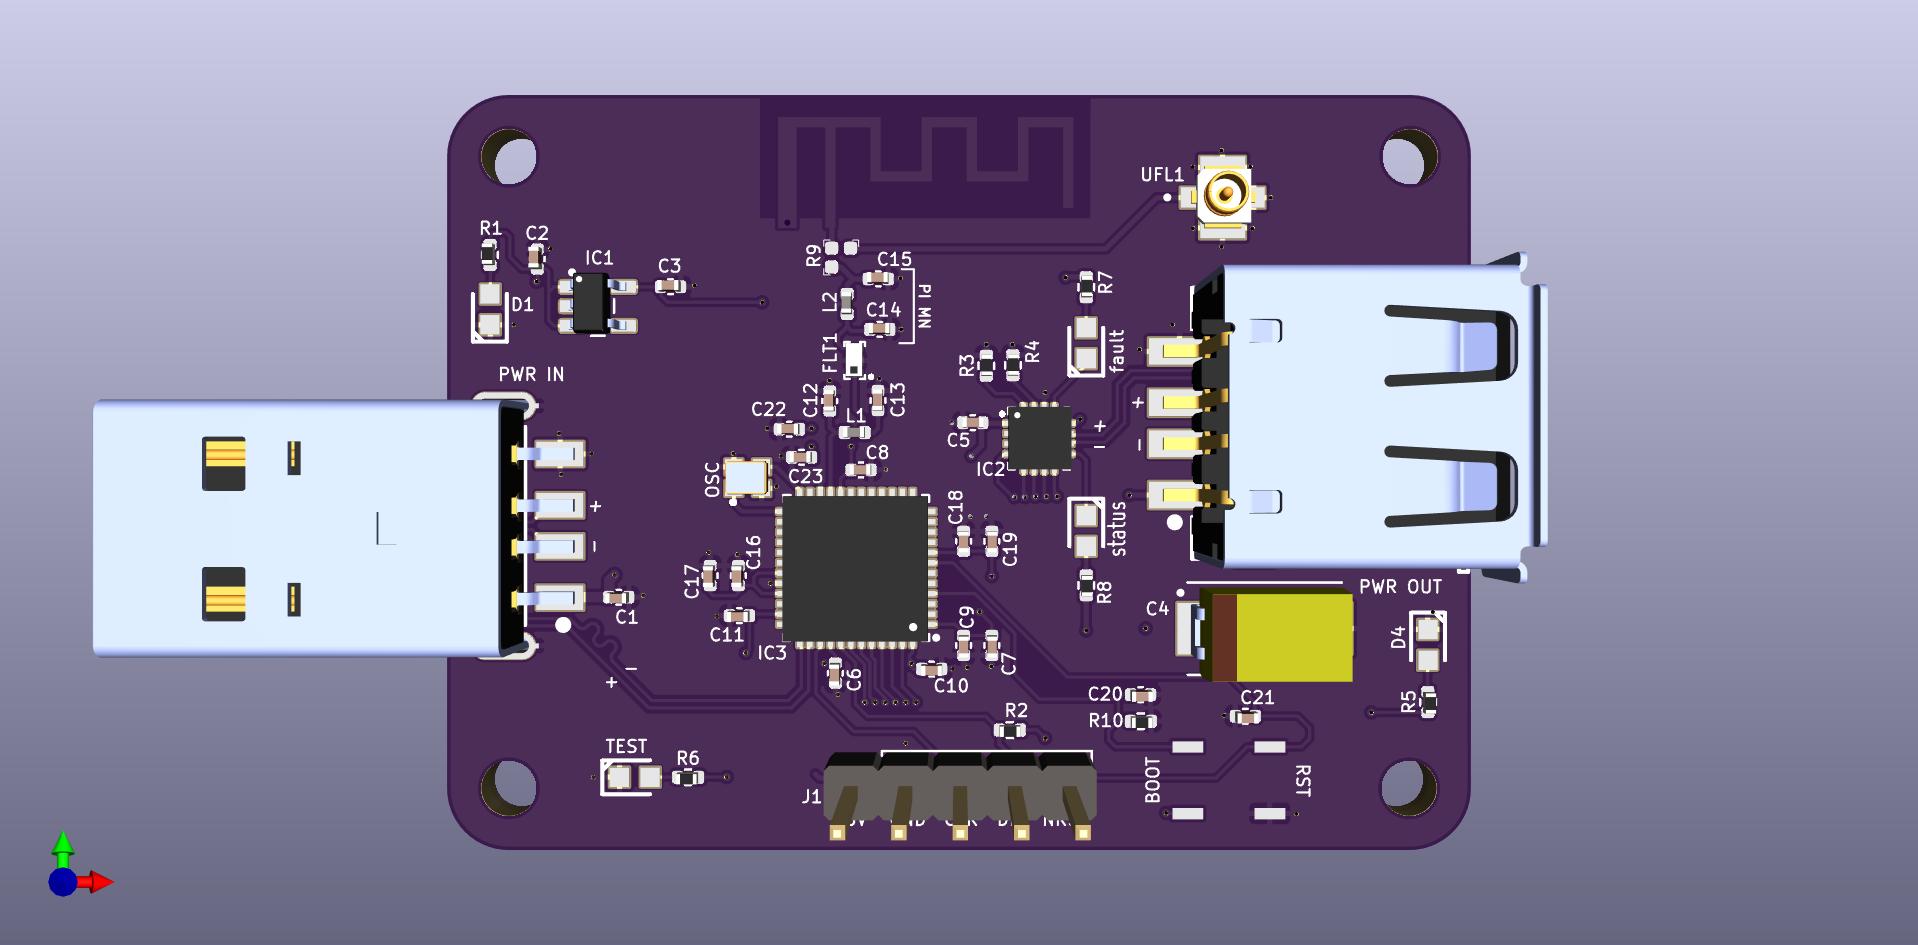 UFL1
R1
C2
IC1
C3
D1
R9
C15
L2
PI MN
C14
FLT1
R7
fault
R3
R4
PWR IN
C12
C13
C22
L1
C5
IC2
+
−
+
−
OSC
C23
C8
C18
C19
status
+
−
C17
C16
R8
PWR OUT
C1
C11
IC3
C9
C7
C4
D4
−
+
C6
C10
C20
C21
R5
R10
R2
TEST
R6
BOOT
RST
J1